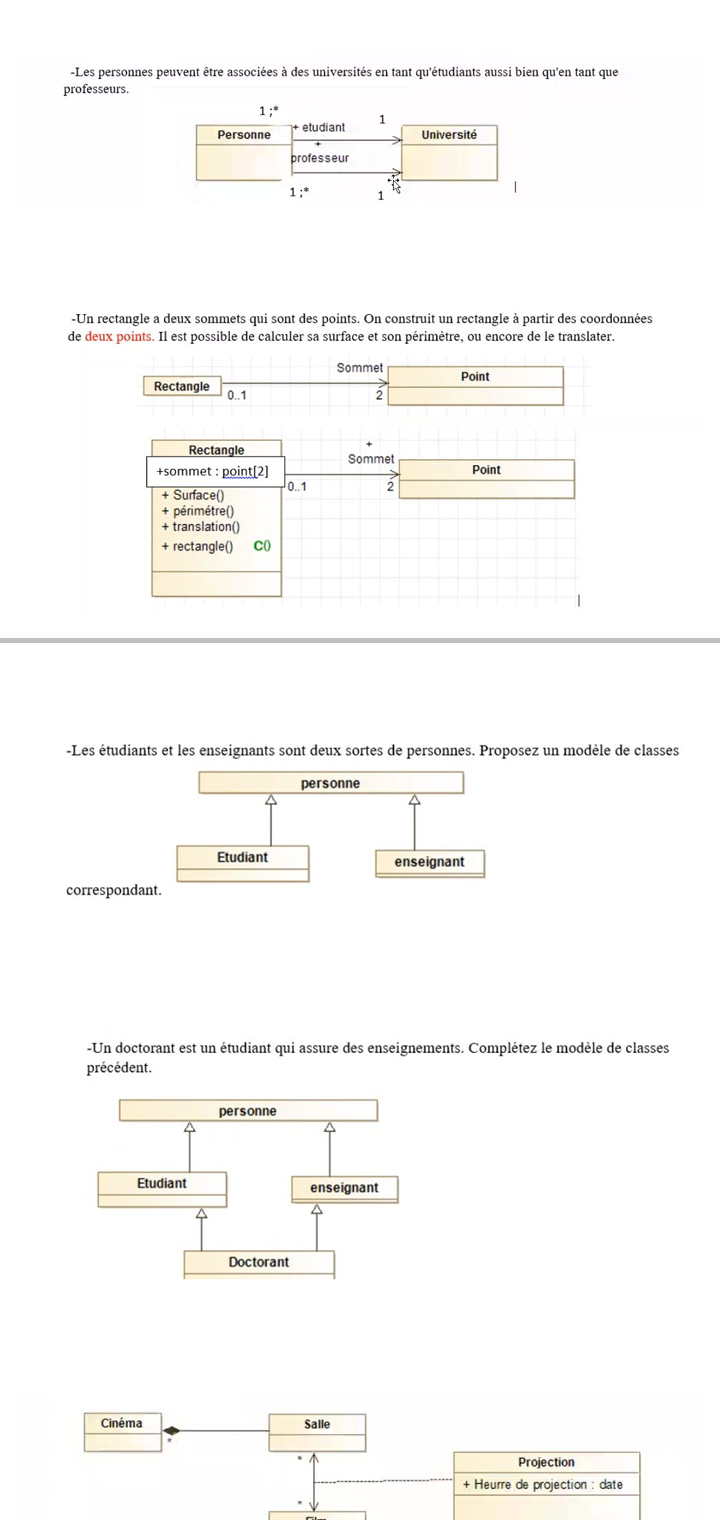 -Les personnes peuvent être associées à des universités en tant qu'étudiants aussi bien qu'en tant que
professeurs.
1 ;*
+ etudiant
1
Personne
Université
+
professeur
1 ;*
1
-Un rectangle a deux sommets qui sont des points. On construit un rectangle à partir des coordonnées
de deux points. Il est possible de calculer sa surface et son périmètre, ou encore de le translater.
Sommet
Rectangle
Point
0..1
2
+
Rectangle
Sommet
Point
+sommet : point[2]
0..1
2
+ Surface()
+ périmétre()
+ translation()
+ rectangle() C()
-Les étudiants et les enseignants sont deux sortes de personnes. Proposez un modèle de classes
personne
Etudiant
enseignant
correspondant.
-Un doctorant est un étudiant qui assure des enseignements. Complétez le modèle de classes
précédent.
personne
Etudiant
enseignant
Doctorant
Cinéma
Salle
*
*
Projection
+ Heurre de projection : date
*